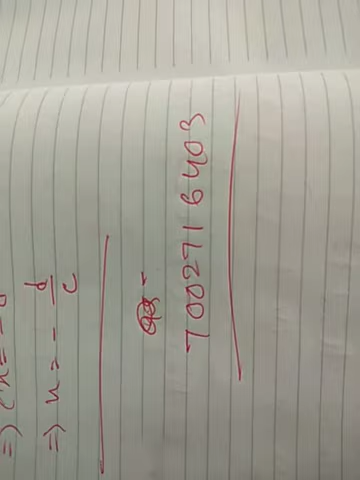 ⇒ x = - d/c
7002716403